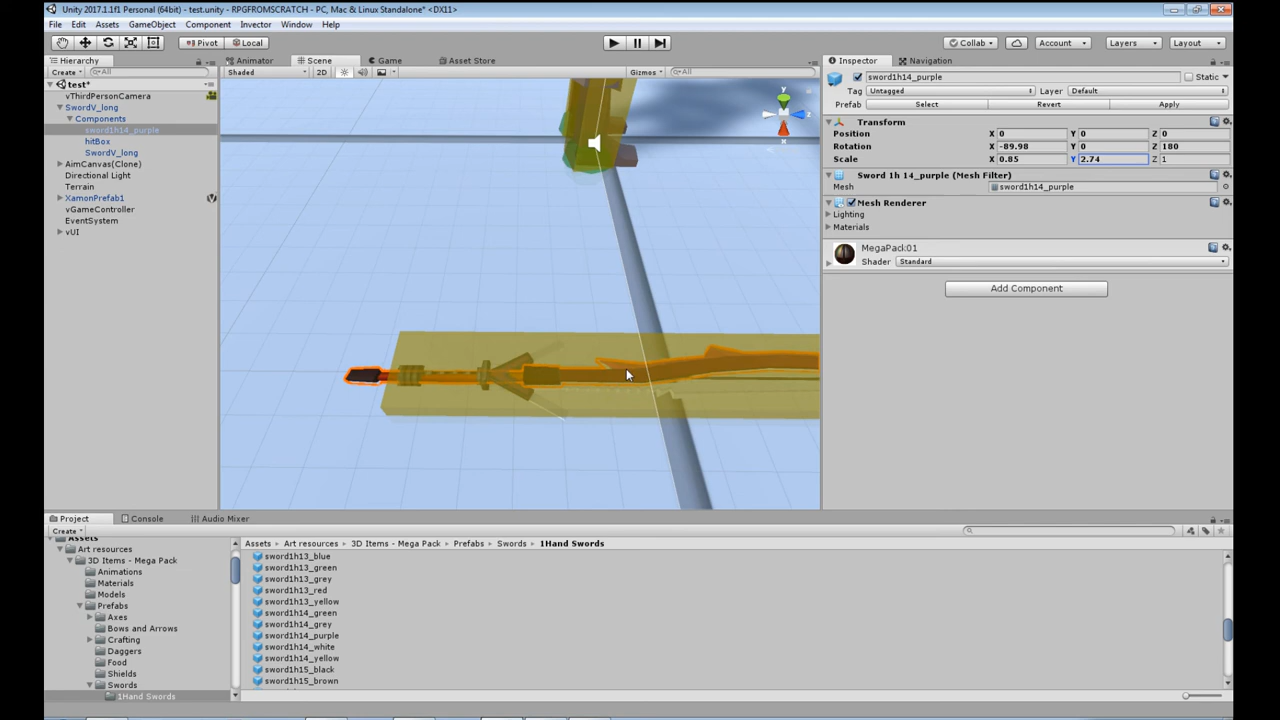 Unity 2017.1.1f1 Personal (64bit) - test.unity - RPGFROMSCRATCH - PC, Mac & Linux Standalone* <DX11>
File Edit Assets GameObject Component Invector Window Help
Pivot Local Collab Account Layers Layout
Hierarchy Animator Scene Game Asset Store Inspector Navigation
Create All Shaded 2D Gizmos All
sword1h14_purple Static
Tag Untagged Layer Default
Prefab Select Revert Apply
Transform
Position X 0 Y 0 Z 0
Rotation X -89.98 Y 0 Z 180
Scale X 0.85 Y 2.74 Z 1
Sword 1h 14_purple (Mesh Filter)
Mesh sword1h14_purple
Mesh Renderer
Lighting
Materials
MegaPack01
Shader Standard
Add Component
test*
vThirdPersonCamera
SwordV_long
Components
sword1h14_purple
hitBox
SwordV_long
AimCanvas(Clone)
Directional Light
Terrain
XamonPrefab1
vGameController
EventSystem
vUI
y
z
x
Project Console Audio Mixer
Create
Assets
Art resources
3D Items - Mega Pack
Animations
Materials
Models
Prefabs
Axes
Bows and Arrows
Crafting
Daggers
Food
Shields
Swords
1Hand Swords
Assets Art resources 3D Items - Mega Pack Prefabs Swords 1Hand Swords
sword1h13_blue
sword1h13_green
sword1h13_grey
sword1h13_red
sword1h13_yellow
sword1h14_green
sword1h14_grey
sword1h14_purple
sword1h14_white
sword1h14_yellow
sword1h15_black
sword1h15_brown